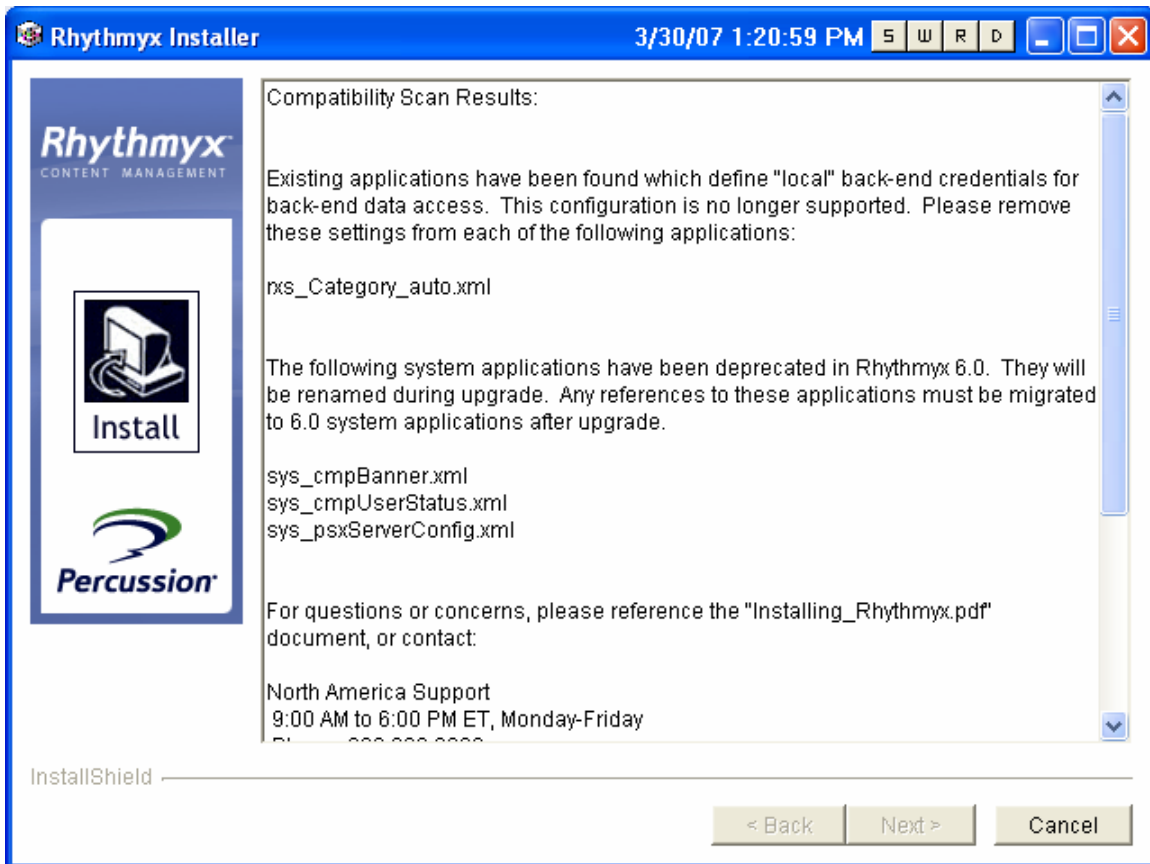 Rhythmyx Installer
3/30/07 1:20:59 PM
S W R D
Rhythmyx
CONTENT MANAGEMENT
Install
Percussion
Compatibility Scan Results:
Existing applications have been found which define "local" back-end credentials for
back-end data access. This configuration is no longer supported. Please remove
these settings from each of the following applications:
rxs_Category_auto.xml
The following system applications have been deprecated in Rhythmyx 6.0. They will
be renamed during upgrade. Any references to these applications must be migrated
to 6.0 system applications after upgrade.
sys_cmpBanner.xml
sys_cmpUserStatus.xml
sys_psxServerConfig.xml
For questions or concerns, please reference the "Installing_Rhythmyx.pdf"
document, or contact:
North America Support
9:00 AM to 6:00 PM ET, Monday-Friday
InstallShield
< Back
Next >
Cancel